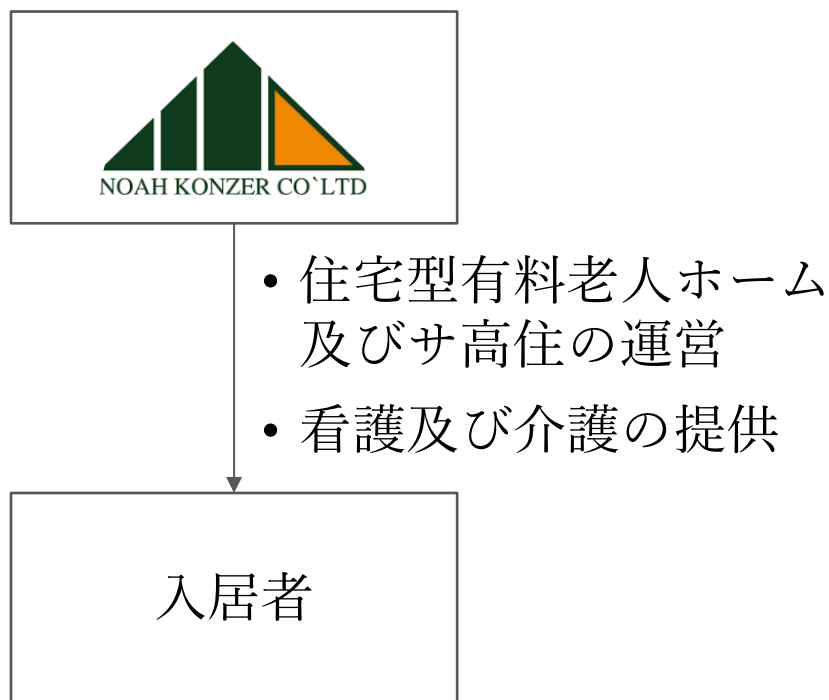 NOAH KONZER CO`LTD
• 住宅型有料老人ホーム
及びサ高住の運営
• 看護及び介護の提供
入居者